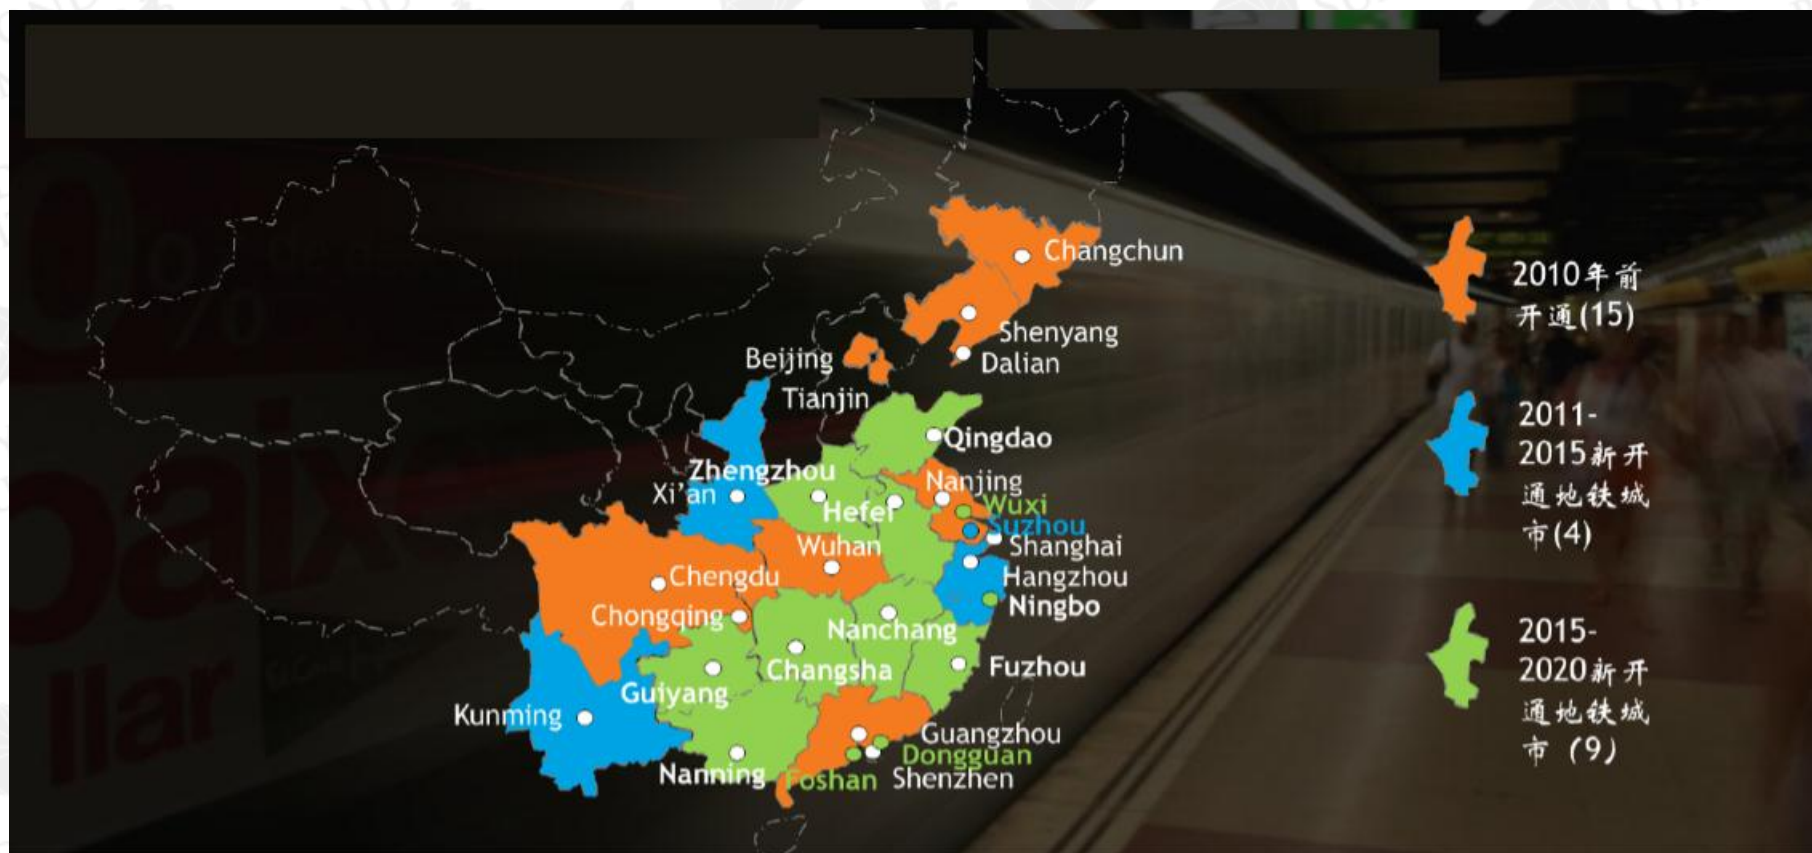 Changchun
Shenyang
Dalian
Beijing
Tianjin
Qingdao
Zhengzhou
Xi'an
Nanjing
Hefei
Wuxi
Suzhou
Wuhan
Shanghai
Chengdu
Hangzhou
Chongqing
Ningbo
Nanchang
Changsha
Fuzhou
Guiyang
Kunming
Guangzhou
Dongguan
Nanning
Foshan
Shenzhen
2010年前
开通(15)
2011-
2015新开
通地铁城
市(4)
2015-
2020新开
通地铁城
市（9）
0%
paix
llar